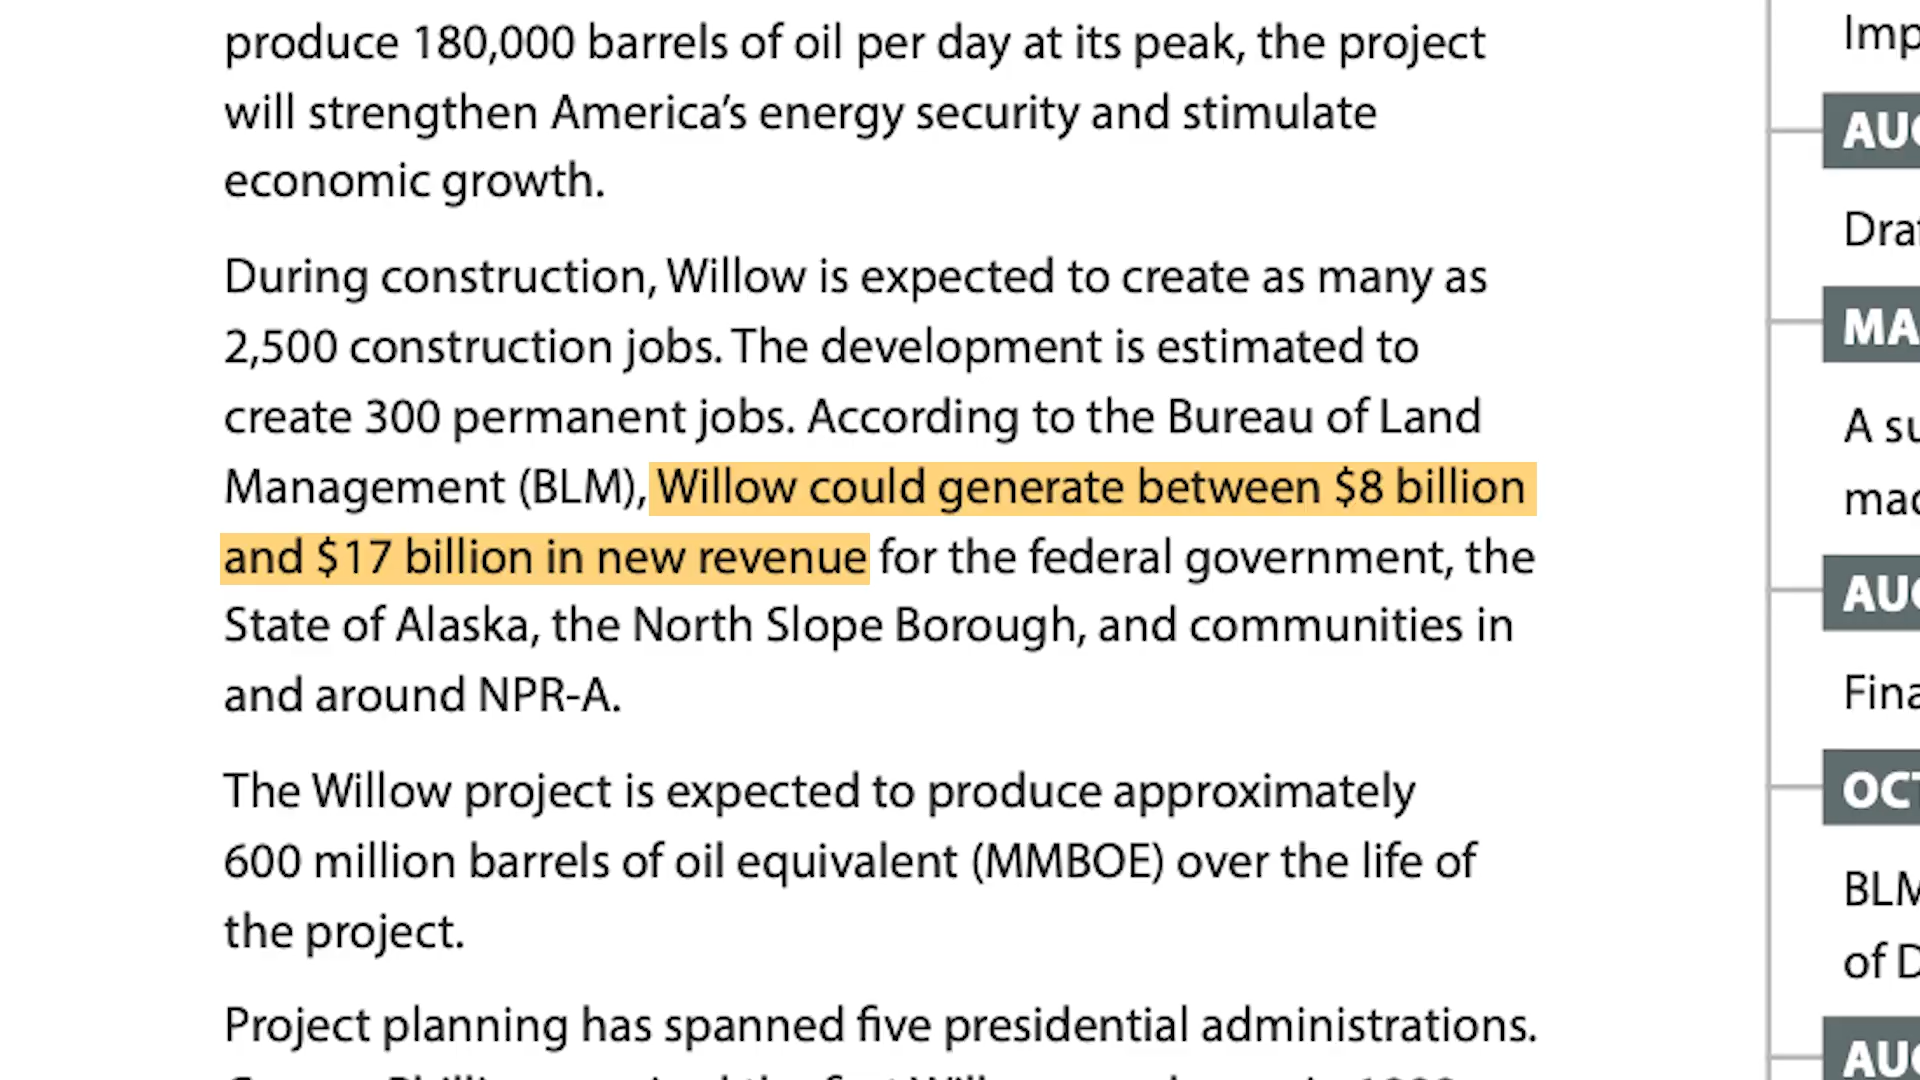 produce 180,000 barrels of oil per day at its peak, the project
will strengthen America's energy security and stimulate
economic growth.
During construction, Willow is expected to create as many as
2,500 construction jobs. The development is estimated to
create 300 permanent jobs. According to the Bureau of Land
Management (BLM), Willow could generate between $8 billion
and $17 billion in new revenue for the federal government, the
State of Alaska, the North Slope Borough, and communities in
and around NPR-A.
The Willow project is expected to produce approximately
600 million barrels of oil equivalent (MMBOE) over the life of
the project.
Project planning has spanned five presidential administrations.
A
BLM
of